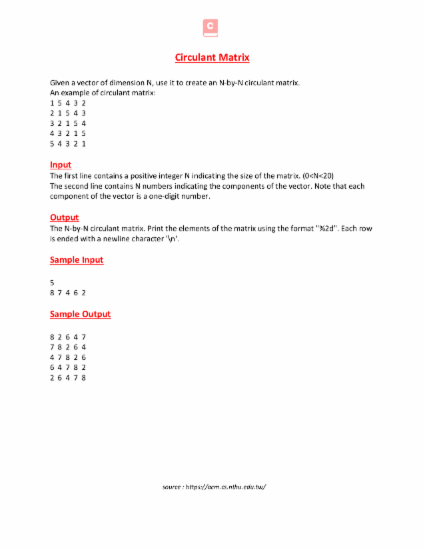 C
Circulant Matrix
Given a vector of dimension N, use it to create an N-by-N circulant matrix.
An example of circulant matrix:
1 5 4 3 2
2 1 5 4 3
3 2 1 5 4
4 3 2 1 5
5 4 3 2 1
Input
The first line contains a positive integer N indicating the size of the matrix. (0<N<20)
The second line contains N numbers indicating the components of the vector. Note that each
component of the vector is a one-digit number.
Output
The N-by-N circulant matrix. Print the elements of the matrix using the format "%2d". Each row
is ended with a newline character '\n'.
Sample Input
5
8 7 4 6 2
Sample Output
8 2 6 4 7
7 8 2 6 4
4 7 8 2 6
6 4 7 8 2
2 6 4 7 8
source : https://acm.cs.nthu.edu.tw/